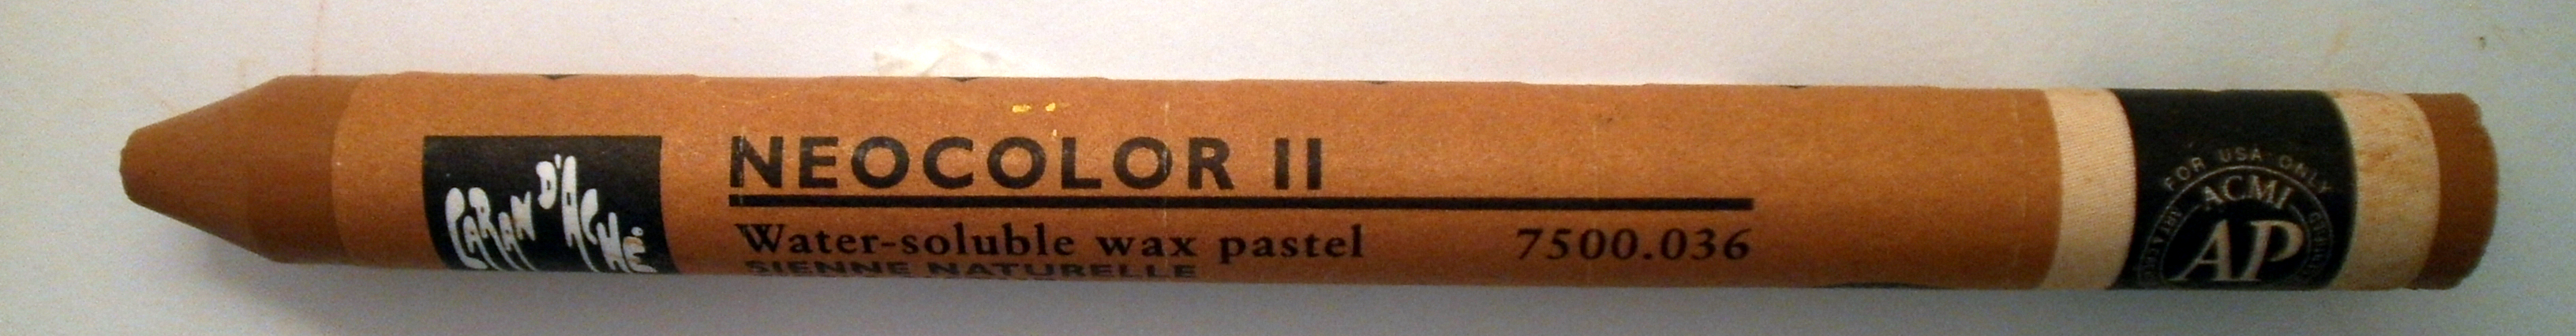 CARAN D'ACHE
NEOCOLOR II
Water-soluble wax pastel 7500.036
SIENNE NATURELLE
FOR USA ONLY
ACMI
AP